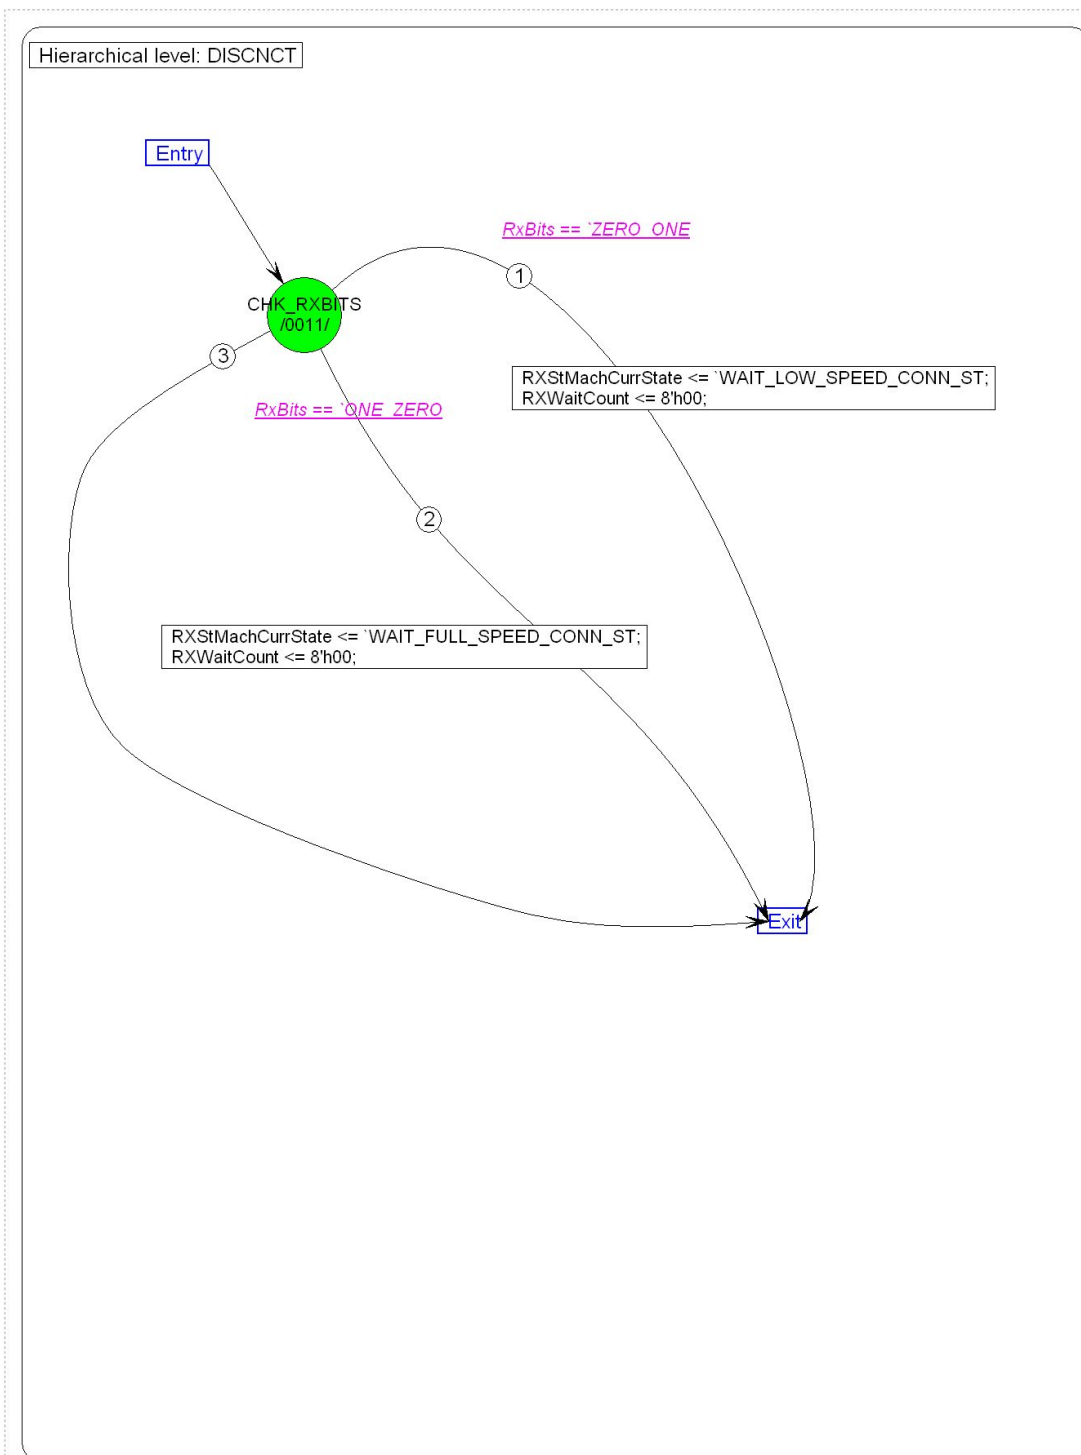 Hierarchical level: DISCNCT
Entry
RxBits == `ZERO_ONE
1
CHK_RXBITS
/0011/
3
RXStMachCurrState <= `WAIT_LOW_SPEED_CONN_ST;
RXWaitCount <= 8'h00;
RxBits == `ONE_ZERO
2
RXStMachCurrState <= `WAIT_FULL_SPEED_CONN_ST;
RXWaitCount <= 8'h00;
Exit